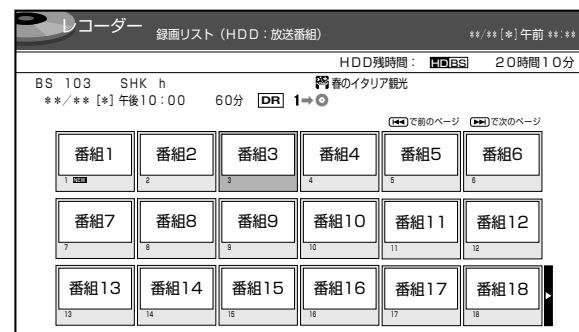 レコーダー 録画リスト（HDD：放送番組） **/**[*]午前 **:**
HDD残時間： HD BS 20時間10分
BS 103 SHK h 春のイタリア観光
**/** [*] 午後10：00 60分 DR 1→
で前のページ で次のページ
番組1 番組2 番組3 番組4 番組5 番組6
1 NEW 2 3 4 5 6
番組7 番組8 番組9 番組10 番組11 番組12
7 8 9 10 11 12
番組13 番組14 番組15 番組16 番組17 番組18
13 14 15 16 17 18